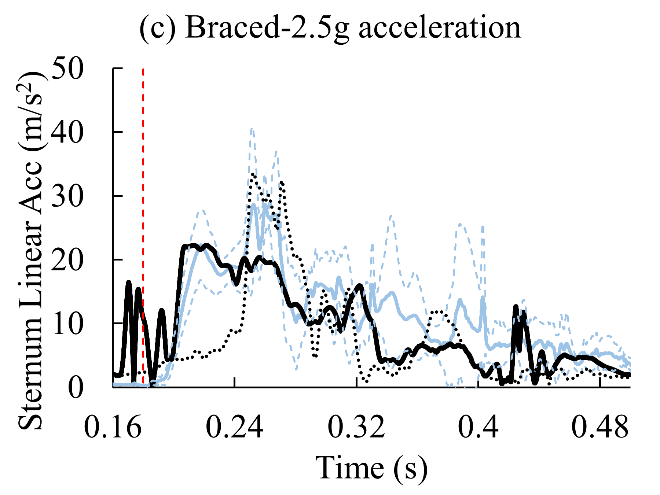 (c) Braced-2.5g acceleration
Sternum Linear Acc (m/s²)
50
40
30
20
10
0
0.16 0.24 0.32 0.4 0.48
Time (s)